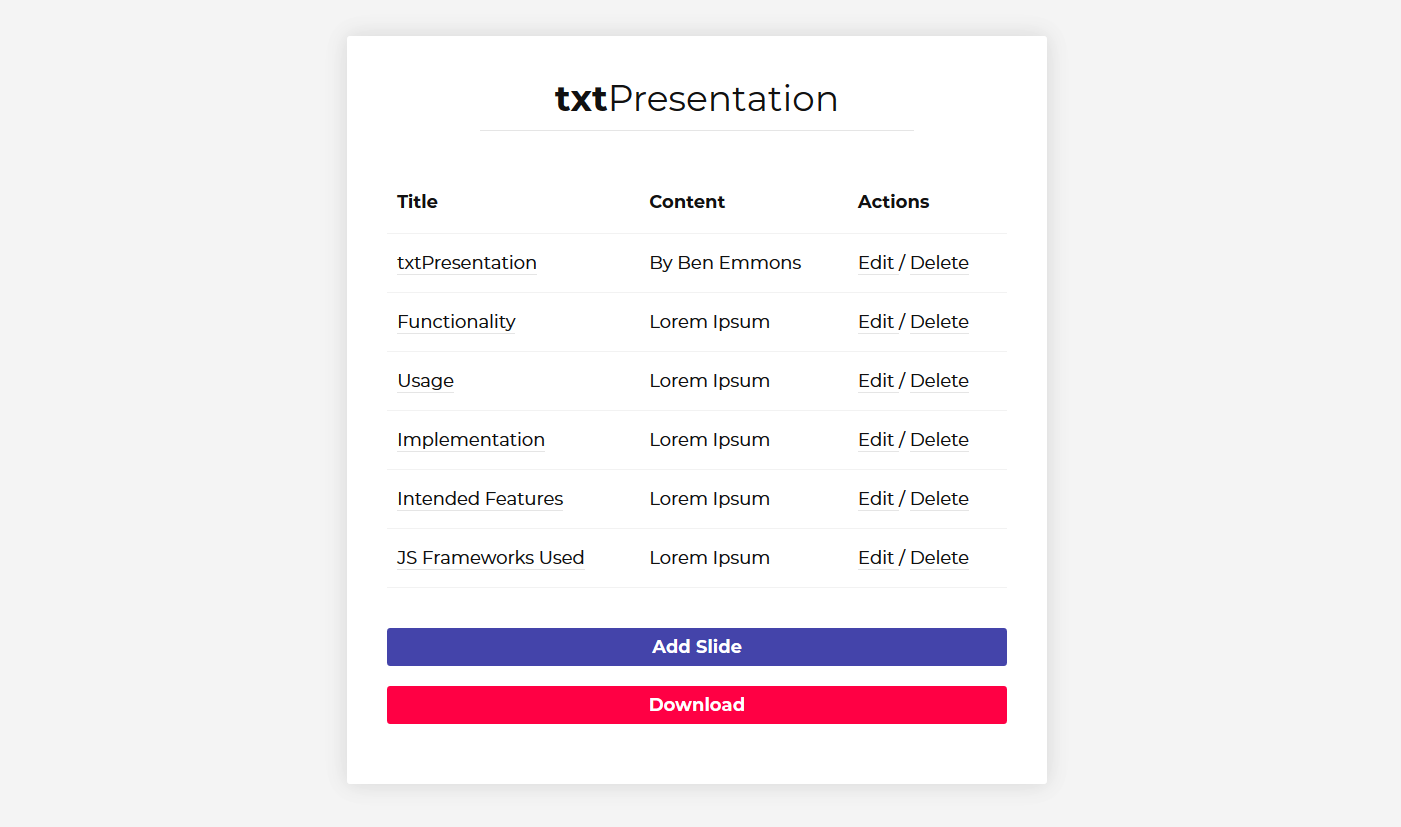 txtPresentation
Title Content Actions
txtPresentation By Ben Emmons Edit / Delete
Functionality Lorem Ipsum Edit / Delete
Usage Lorem Ipsum Edit / Delete
Implementation Lorem Ipsum Edit / Delete
Intended Features Lorem Ipsum Edit / Delete
JS Frameworks Used Lorem Ipsum Edit / Delete
Add Slide
Download